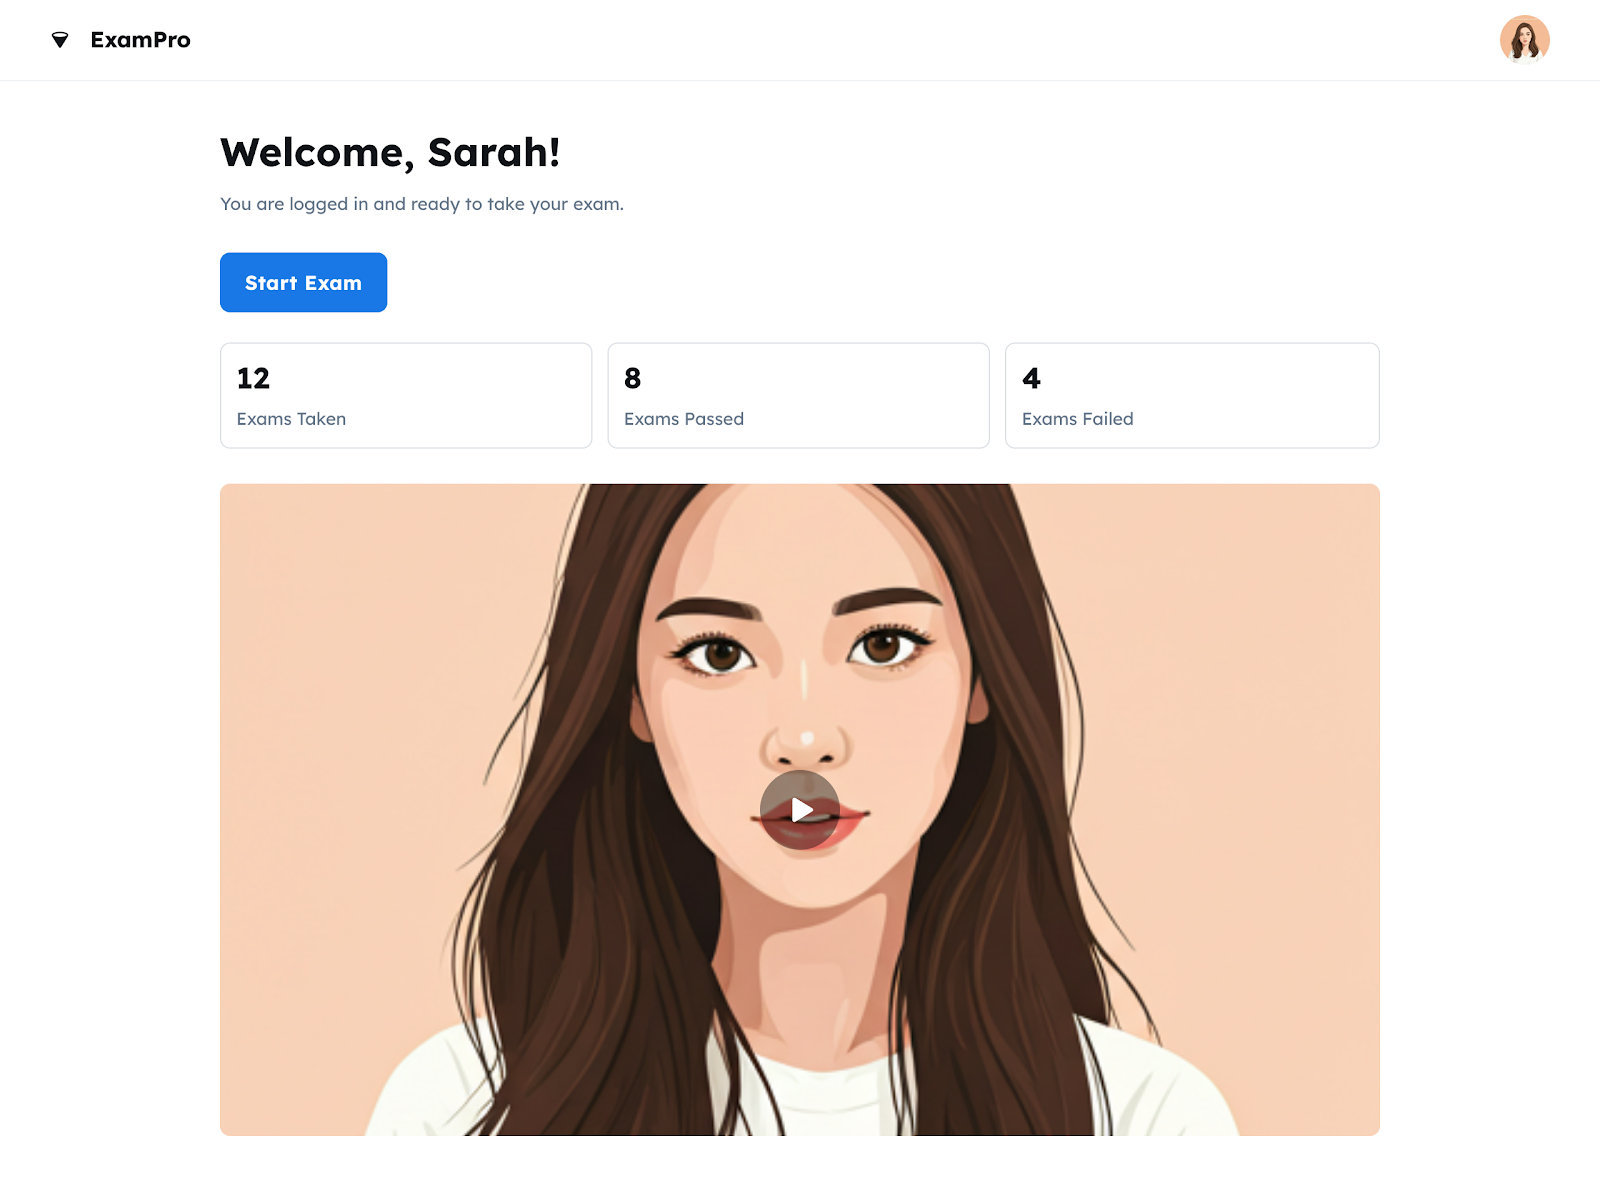 ExamPro
Welcome, Sarah!
You are logged in and ready to take your exam.
Start Exam
12
Exams Taken
8
Exams Passed
4
Exams Failed